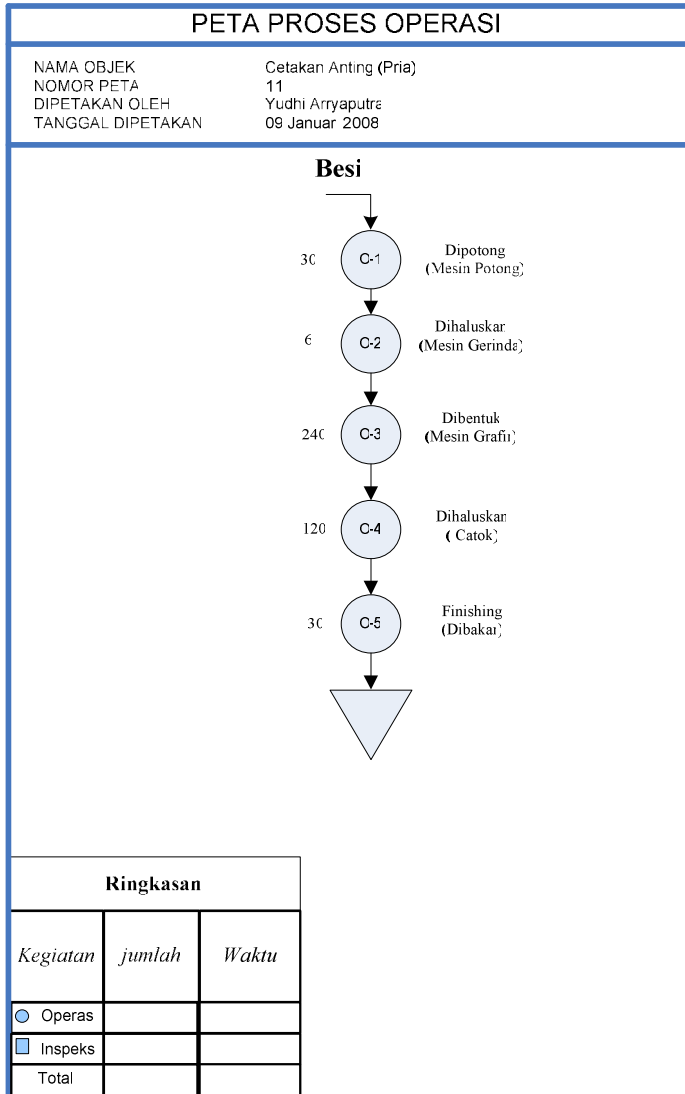 PETA PROSES OPERASI
NAMA OBJEK Cetakan Anting (Pria)
NOMOR PETA 11
DIPETAKAN OLEH Yudhi Arryaputra
TANGGAL DIPETAKAN 09 Januar 2008
Besi
30 O-1 Dipotong
(Mesin Potong)
6 O-2 Dihaluskan
(Mesin Gerinda)
240 O-3 Dibentuk
(Mesin Grafir)
120 O-4 Dihaluskan
( Catok)
30 O-5 Finishing
(Dibakar)
Ringkasan
Kegiatan jumlah Waktu
Operas
Inspeks
Total